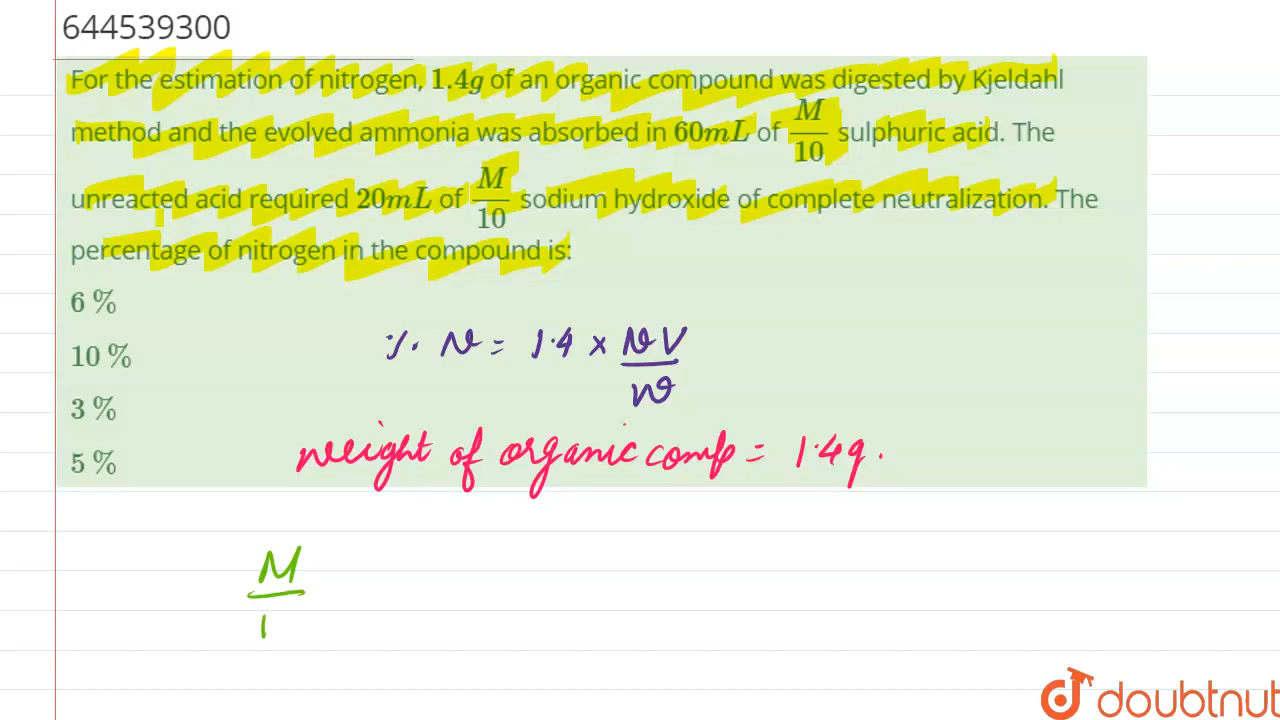 644539300
For the estimation of nitrogen, 1.4g of an organic compound was digested by Kjeldahl
method and the evolved ammonia was absorbed in 60mL of M/10 sulphuric acid. The
unreacted acid required 20mL of M/10 sodium hydroxide of complete neutralization. The
percentage of nitrogen in the compound is:
6 %
10 %
3 %
5 %
% N = 1.4 × NV/W
weight of organic comp = 1.4g.
M/1
doubtnut